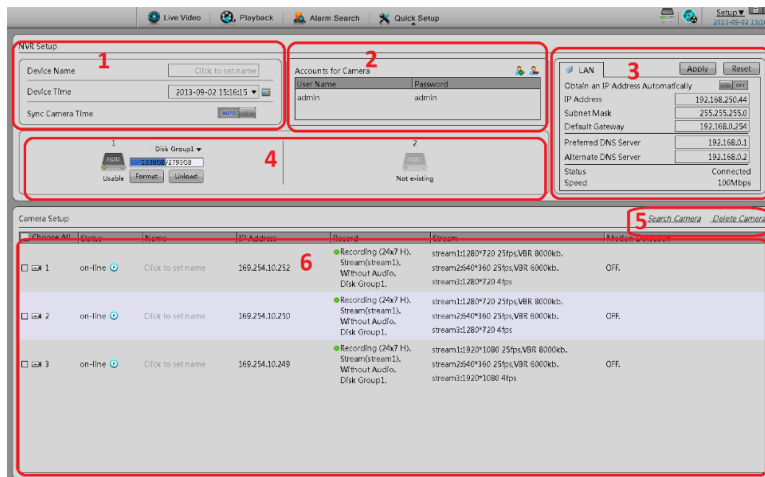 Live Video Playback Alarm Search Quick Setup Setup▼
2013-09-02
NVR Setup
1
Device Name Click to set name
Device Time 2013-09-02 15:16:15 ▼
Sync Camera Time AUTO
2
Accounts for Camera
User Name Password
admin admin
3
LAN Apply Reset
Obtain an IP Address Automatically OFF
IP Address 192.168.250.44
Subnet Mask 255.255.255.0
Default Gateway 192.168.0.254
Preferred DNS Server 192.168.0.1
Alternate DNS Server 192.168.0.2
Status Connected
Speed 100Mbps
4
1 Disk Group1 ▼
HDD 1338GB/2793GB
Usable Format Unload
2
Not existing
5
Camera Setup Search Camera Delete Camera
Choose All Status Name IP Address Record Stream Motion Detection
6
1 on-line Click to set name 169.254.10.252
Recording (24x7 H).
Stream(stream1).
Without Audio.
Disk Group1.
stream1:1280*720 25fps,VBR 8000kb.
stream2:640*360 25fps,VBR 6000kb.
stream3:1280*720 4fps
OFF.
2 on-line Click to set name 169.254.10.250
Recording (24x7 H).
Stream(stream1).
Without Audio.
Disk Group1.
stream1:1280*720 25fps,VBR 8000kb.
stream2:640*360 25fps,VBR 6000kb.
stream3:1280*720 4fps
OFF.
3 on-line Click to set name 169.254.10.249
Recording (24x7 H).
Stream(stream1).
Without Audio.
Disk Group1.
stream1:1920*1080 25fps,VBR 8000kb.
stream2:640*360 25fps,VBR 6000kb.
stream3:1920*1080 4fps
OFF.